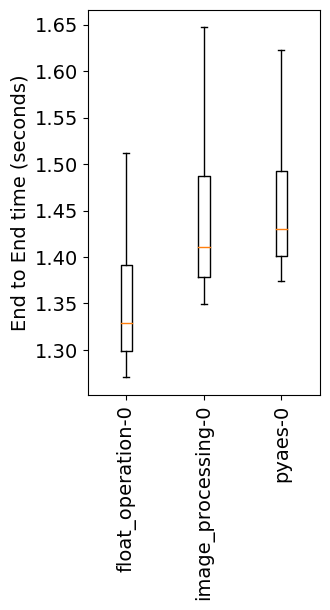 End to End time (seconds)
1.65
1.60
1.55
1.50
1.45
1.40
1.35
1.30
float_operation-0
image_processing-0
pyaes-0